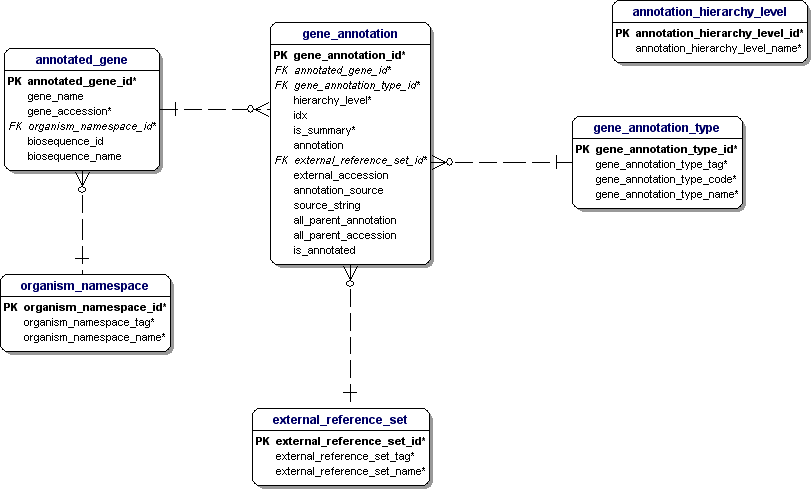 annotation_hierarchy_level
PK annotation_hierarchy_level_id*
annotation_hierarchy_level_name*
gene_annotation
PK gene_annotation_id*
FK annotated_gene_id*
FK gene_annotation_type_id*
hierarchy_level*
idx
is_summary*
annotation
FK external_reference_set_id*
external_accession
annotation_source
source_string
all_parent_annotation
all_parent_accession
is_annotated
annotated_gene
PK annotated_gene_id*
gene_name
gene_accession*
FK organism_namespace_id*
biosequence_id
biosequence_name
gene_annotation_type
PK gene_annotation_type_id*
gene_annotation_type_tag*
gene_annotation_type_code*
gene_annotation_type_name*
organism_namespace
PK organism_namespace_id*
organism_namespace_tag*
organism_namespace_name*
external_reference_set
PK external_reference_set_id*
external_reference_set_tag*
external_reference_set_name*